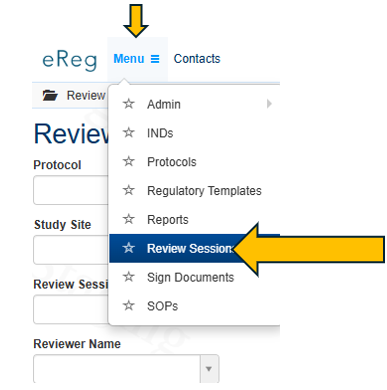 eReg Menu Contacts
Review
Admin
Review
INDs
Protocol
Protocols
Regulatory Templates
Reports
Study Site
Review Session
Sign Documents
Review Sessi
SOPs
Reviewer Name